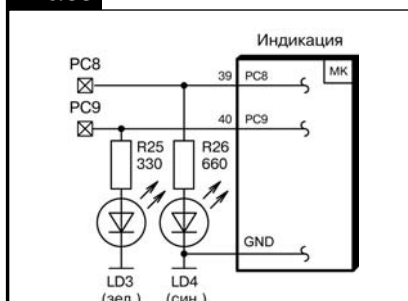 Индикация
МК
PC8
39 PC8
PC9
40 PC9
R25
330
R26
660
GND
LD3
(зел.)
LD4
(син.)